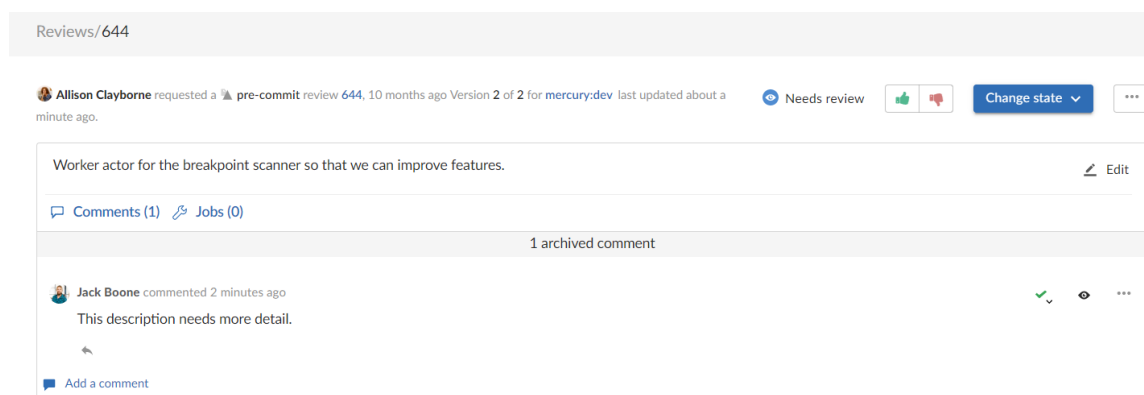 Reviews/644
Allison Clayborne requested a pre-commit review 644, 10 months ago Version 2 of 2 for mercury:dev last updated about a
minute ago.
Needs review
Change state
Worker actor for the breakpoint scanner so that we can improve features.
Edit
Comments (1) Jobs (0)
1 archived comment
Jack Boone commented 2 minutes ago
This description needs more detail.
Add a comment